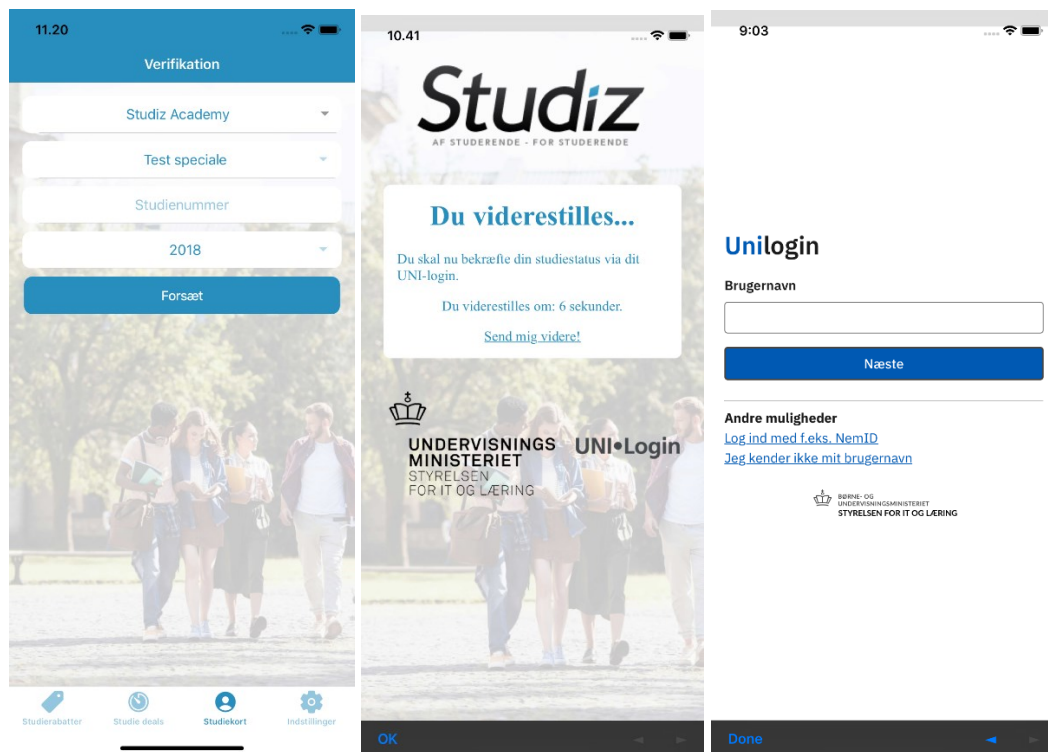 11.20
Verifikation
Studiz Academy
Test speciale
Studienummer
2018
Forsæt
Studierabatter
Studie deals
Studiekort
Indstillinger
10.41
Studiz
AF STUDERENDE - FOR STUDERENDE
Du viderestilles...
Du skal nu bekræfte din studiestatus via dit
UNI-login.
Du viderestilles om: 6 sekunder.
Send mig videre!
UNDERVISNINGS
MINISTERIET
STYRELSEN
FOR IT OG LÆRING
UNI•Login
OK
9:03
Unilogin
Brugernavn
Næste
Andre muligheder
Log ind med f.eks. NemID
Jeg kender ikke mit brugernavn
BØRNE- OG
UNDERVISNINGSMINISTERIET
STYRELSEN FOR IT OG LÆRING
Done